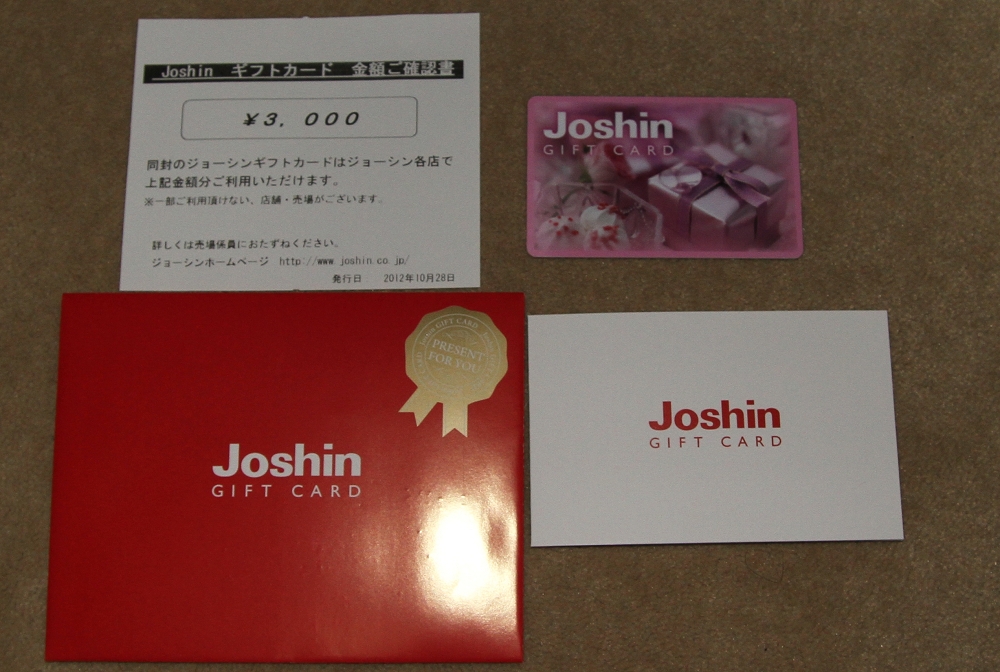 Joshin ギフトカード 金額ご確認書
¥3,000
同封のジョーシンギフトカードはジョーシン各店で
上記金額分ご利用いただけます。
※一部ご利用頂けない、店舗・売場がございます。
詳しくは売場係員におたずねください。
ジョーシンホームページ http://www.joshin.co.jp/
発行日 2012年10月28日
Joshin
GIFT CARD
JOSHIN GIFT CARD
PRESENT
FOR YOU
Joshin
GIFT CARD
Joshin
GIFT CARD